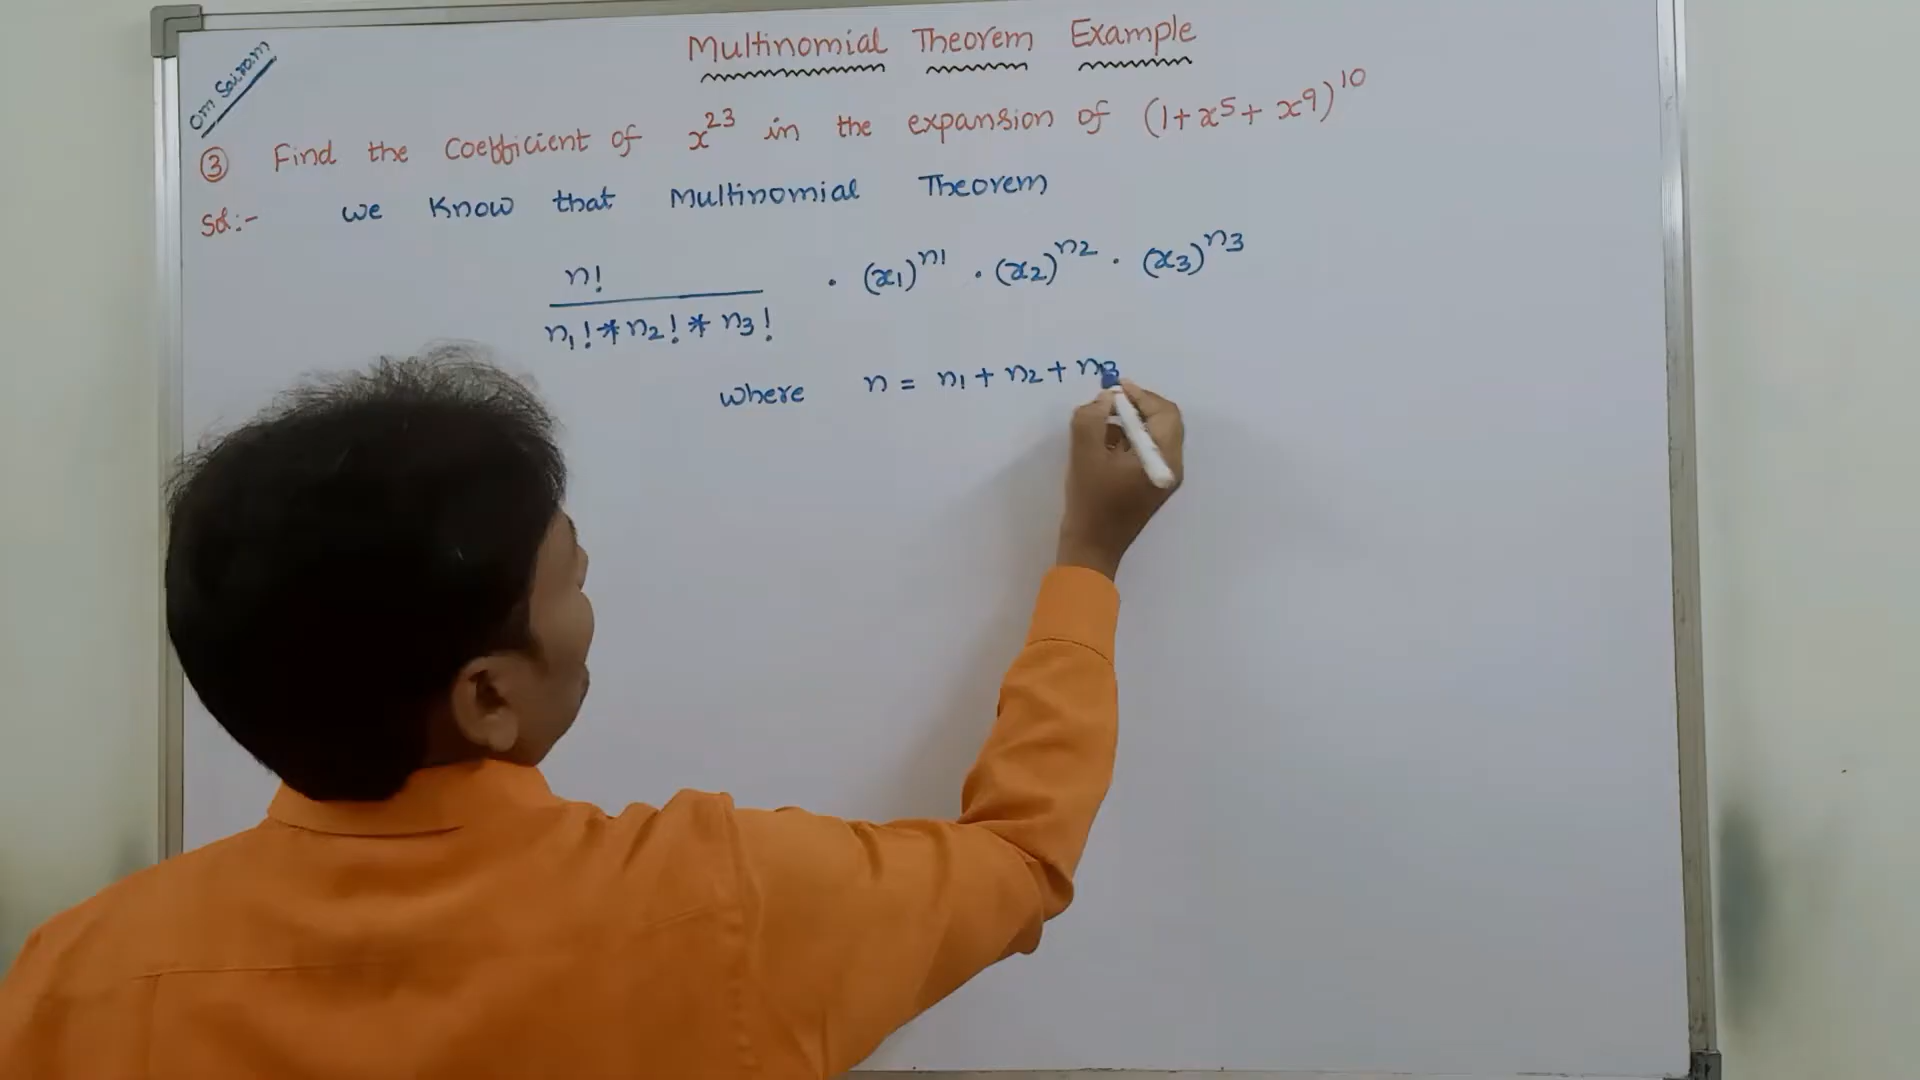 Om Sairam
Multinomial Theorem Example
③ Find the Coefficient of x^23 in the expansion of (1+x^5+x^9)^10
Sol:- we Know that Multinomial Theorem
n! / n₁! * n₂! * n₃! . (x₁)^n₁ . (x₂)^n₂ . (x₃)^n₃
where n = n₁ + n₂ + n₃